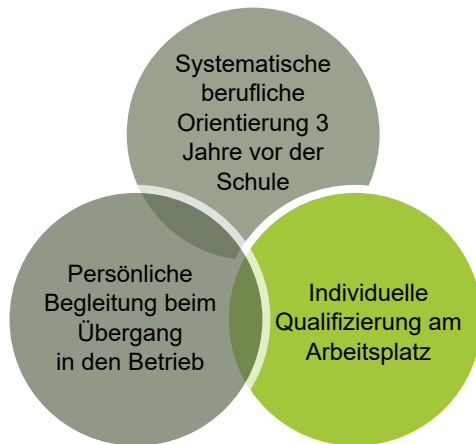 Systematische
berufliche
Orientierung 3
Jahre vor der
Schule
Persönliche
Begleitung beim
Übergang
in den Betrieb
Individuelle
Qualifizierung am
Arbeitsplatz